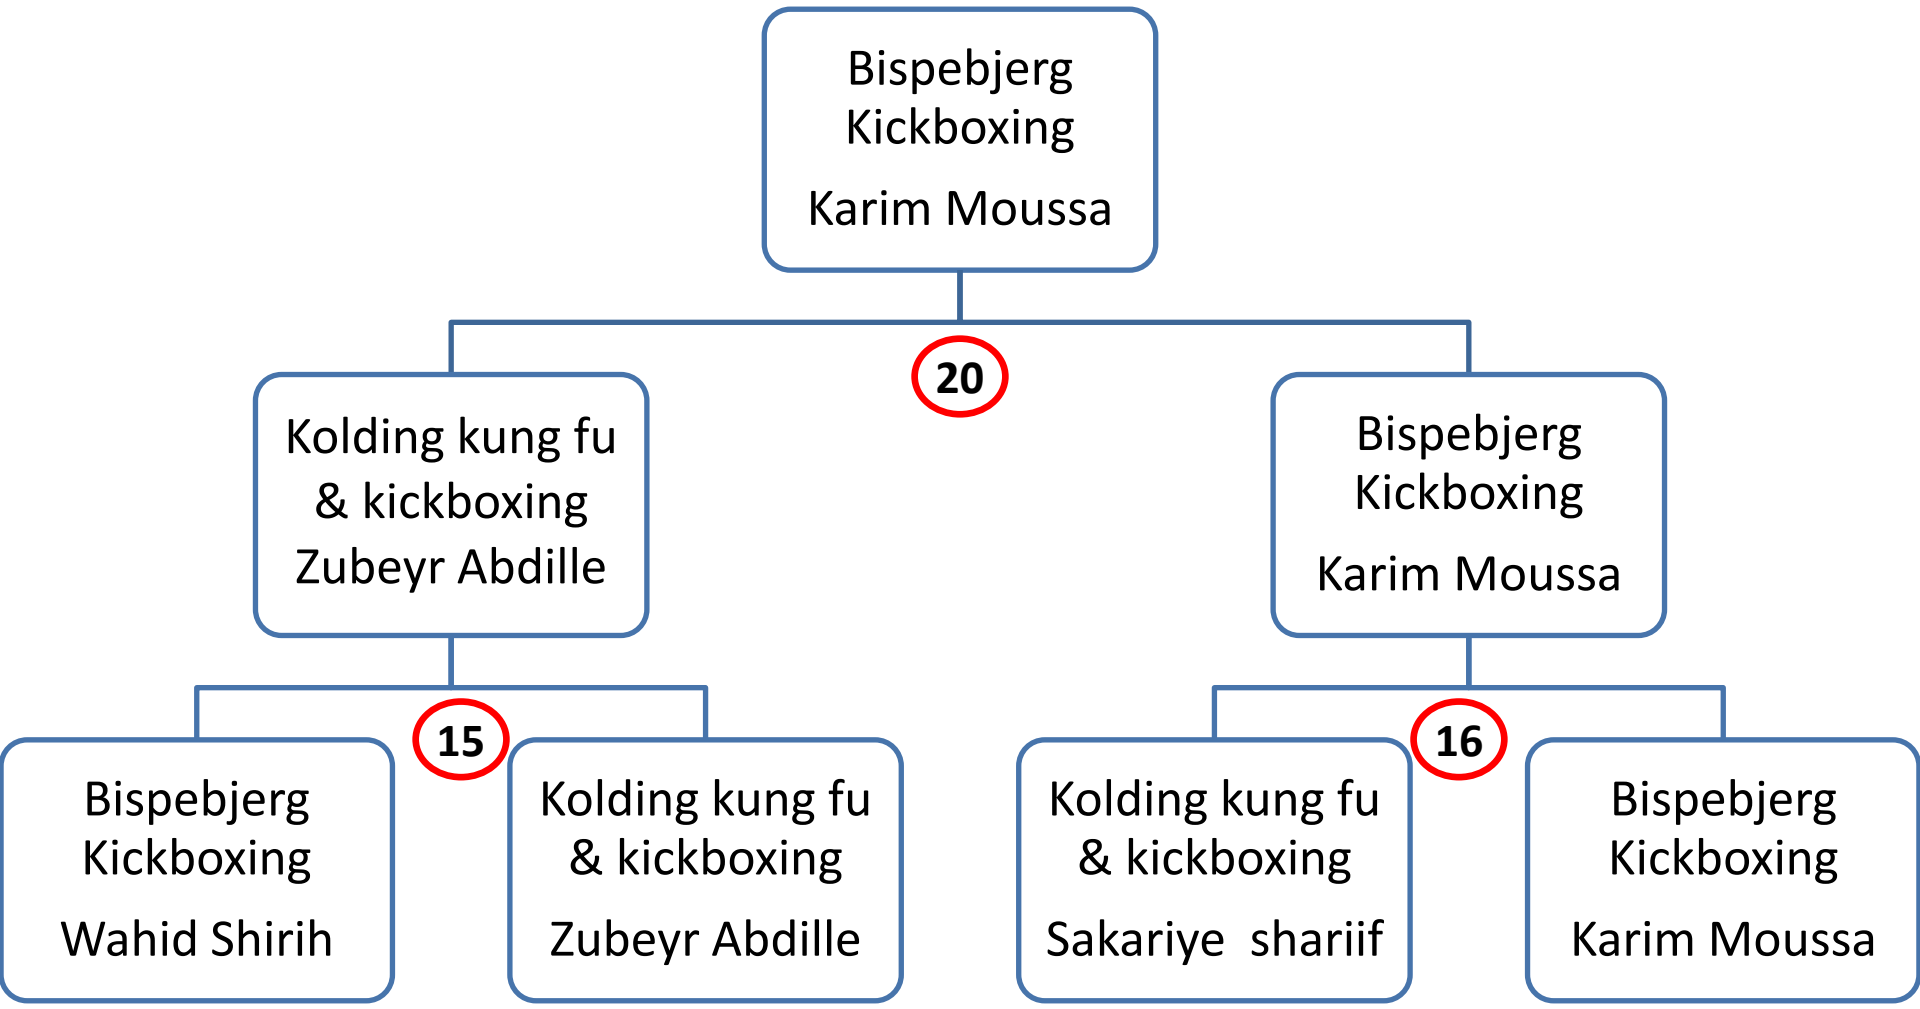 Bispebjerg
Kickboxing
Karim Moussa
20
Kolding kung fu
& kickboxing
Zubeyr Abdille
Bispebjerg
Kickboxing
Karim Moussa
15
16
Bispebjerg
Kickboxing
Wahid Shirih
Kolding kung fu
& kickboxing
Zubeyr Abdille
Kolding kung fu
& kickboxing
Sakariye  shariif
Bispebjerg
Kickboxing
Karim Moussa